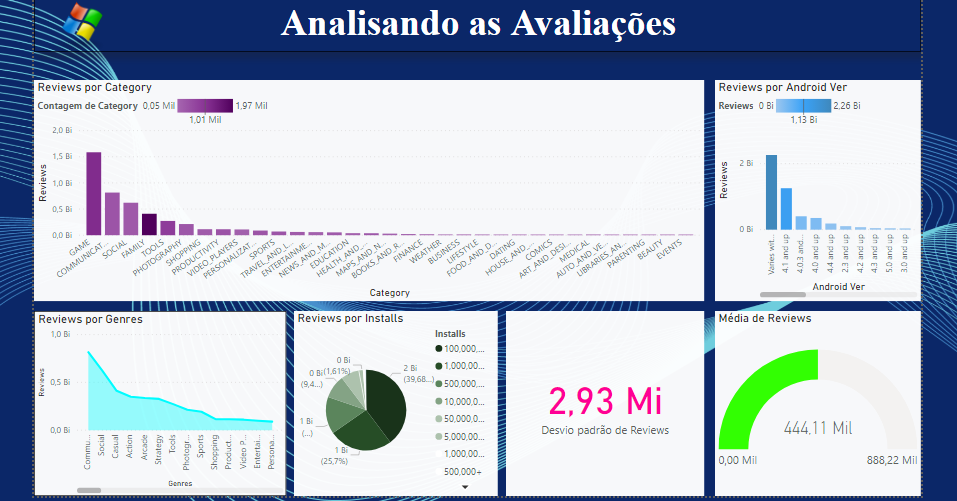 Analisando as Avaliações
Reviews por Category
Contagem de Category 0,05 Mil 1,97 Mil
1,01 Mil
2,0 Bi
1,5 Bi
1,0 Bi
0,5 Bi
0,0 Bi
Reviews
GAME
COMMUNICAT...
SOCIAL
FAMILY
TOOLS
PHOTOGRAPHY
SHOPPING
PRODUCTIVITY
VIDEO_PLAYERS
PERSONALIZAT...
SPORTS
TRAVEL_AND_L...
ENTERTAINME...
NEWS_AND_M...
EDUCATION
HEALTH_AND_...
MAPS_AND_N...
BOOKS_AND_R...
FINANCE
WEATHER
BUSINESS
LIFESTYLE
FOOD_AND_D...
DATING
HOUSE_AND_...
COMICS
ART_AND_DESI...
MEDICAL
AUTO_AND_VE...
LIBRARIES_AN...
PARENTING
BEAUTY
EVENTS
Category
Reviews por Android Ver
Reviews 0 Bi 2,26 Bi
1,13 Bi
2 Bi
0 Bi
Reviews
Varies wit...
4.1 and up
4.0.3 and...
4.0 and up
4.4 and up
2.3 and up
4.2 and up
4.3 and up
5.0 and up
3.0 and up
Android Ver
Reviews por Genres
1,0 Bi
0,5 Bi
0,0 Bi
Reviews
Commu...
Social
Casual
Action
Arcade
Strategy
Tools
Photogr...
Sports
Shopping
Product...
Video P...
Entertai...
Persona...
Genres
Reviews por Installs
0 Bi
(1,61%)
0 Bi
(9,4...)
1 Bi
(...)
1 Bi
(25,7%)
2 Bi
(39,68...)
Installs
100,000,...
1,000,00...
500,000,...
10,000,0...
50,000,0...
5,000,00...
1,000,00...
500,000+
2,93 Mi
Desvio padrão de Reviews
Média de Reviews
444,11 Mil
0,00 Mil 888,22 Mil